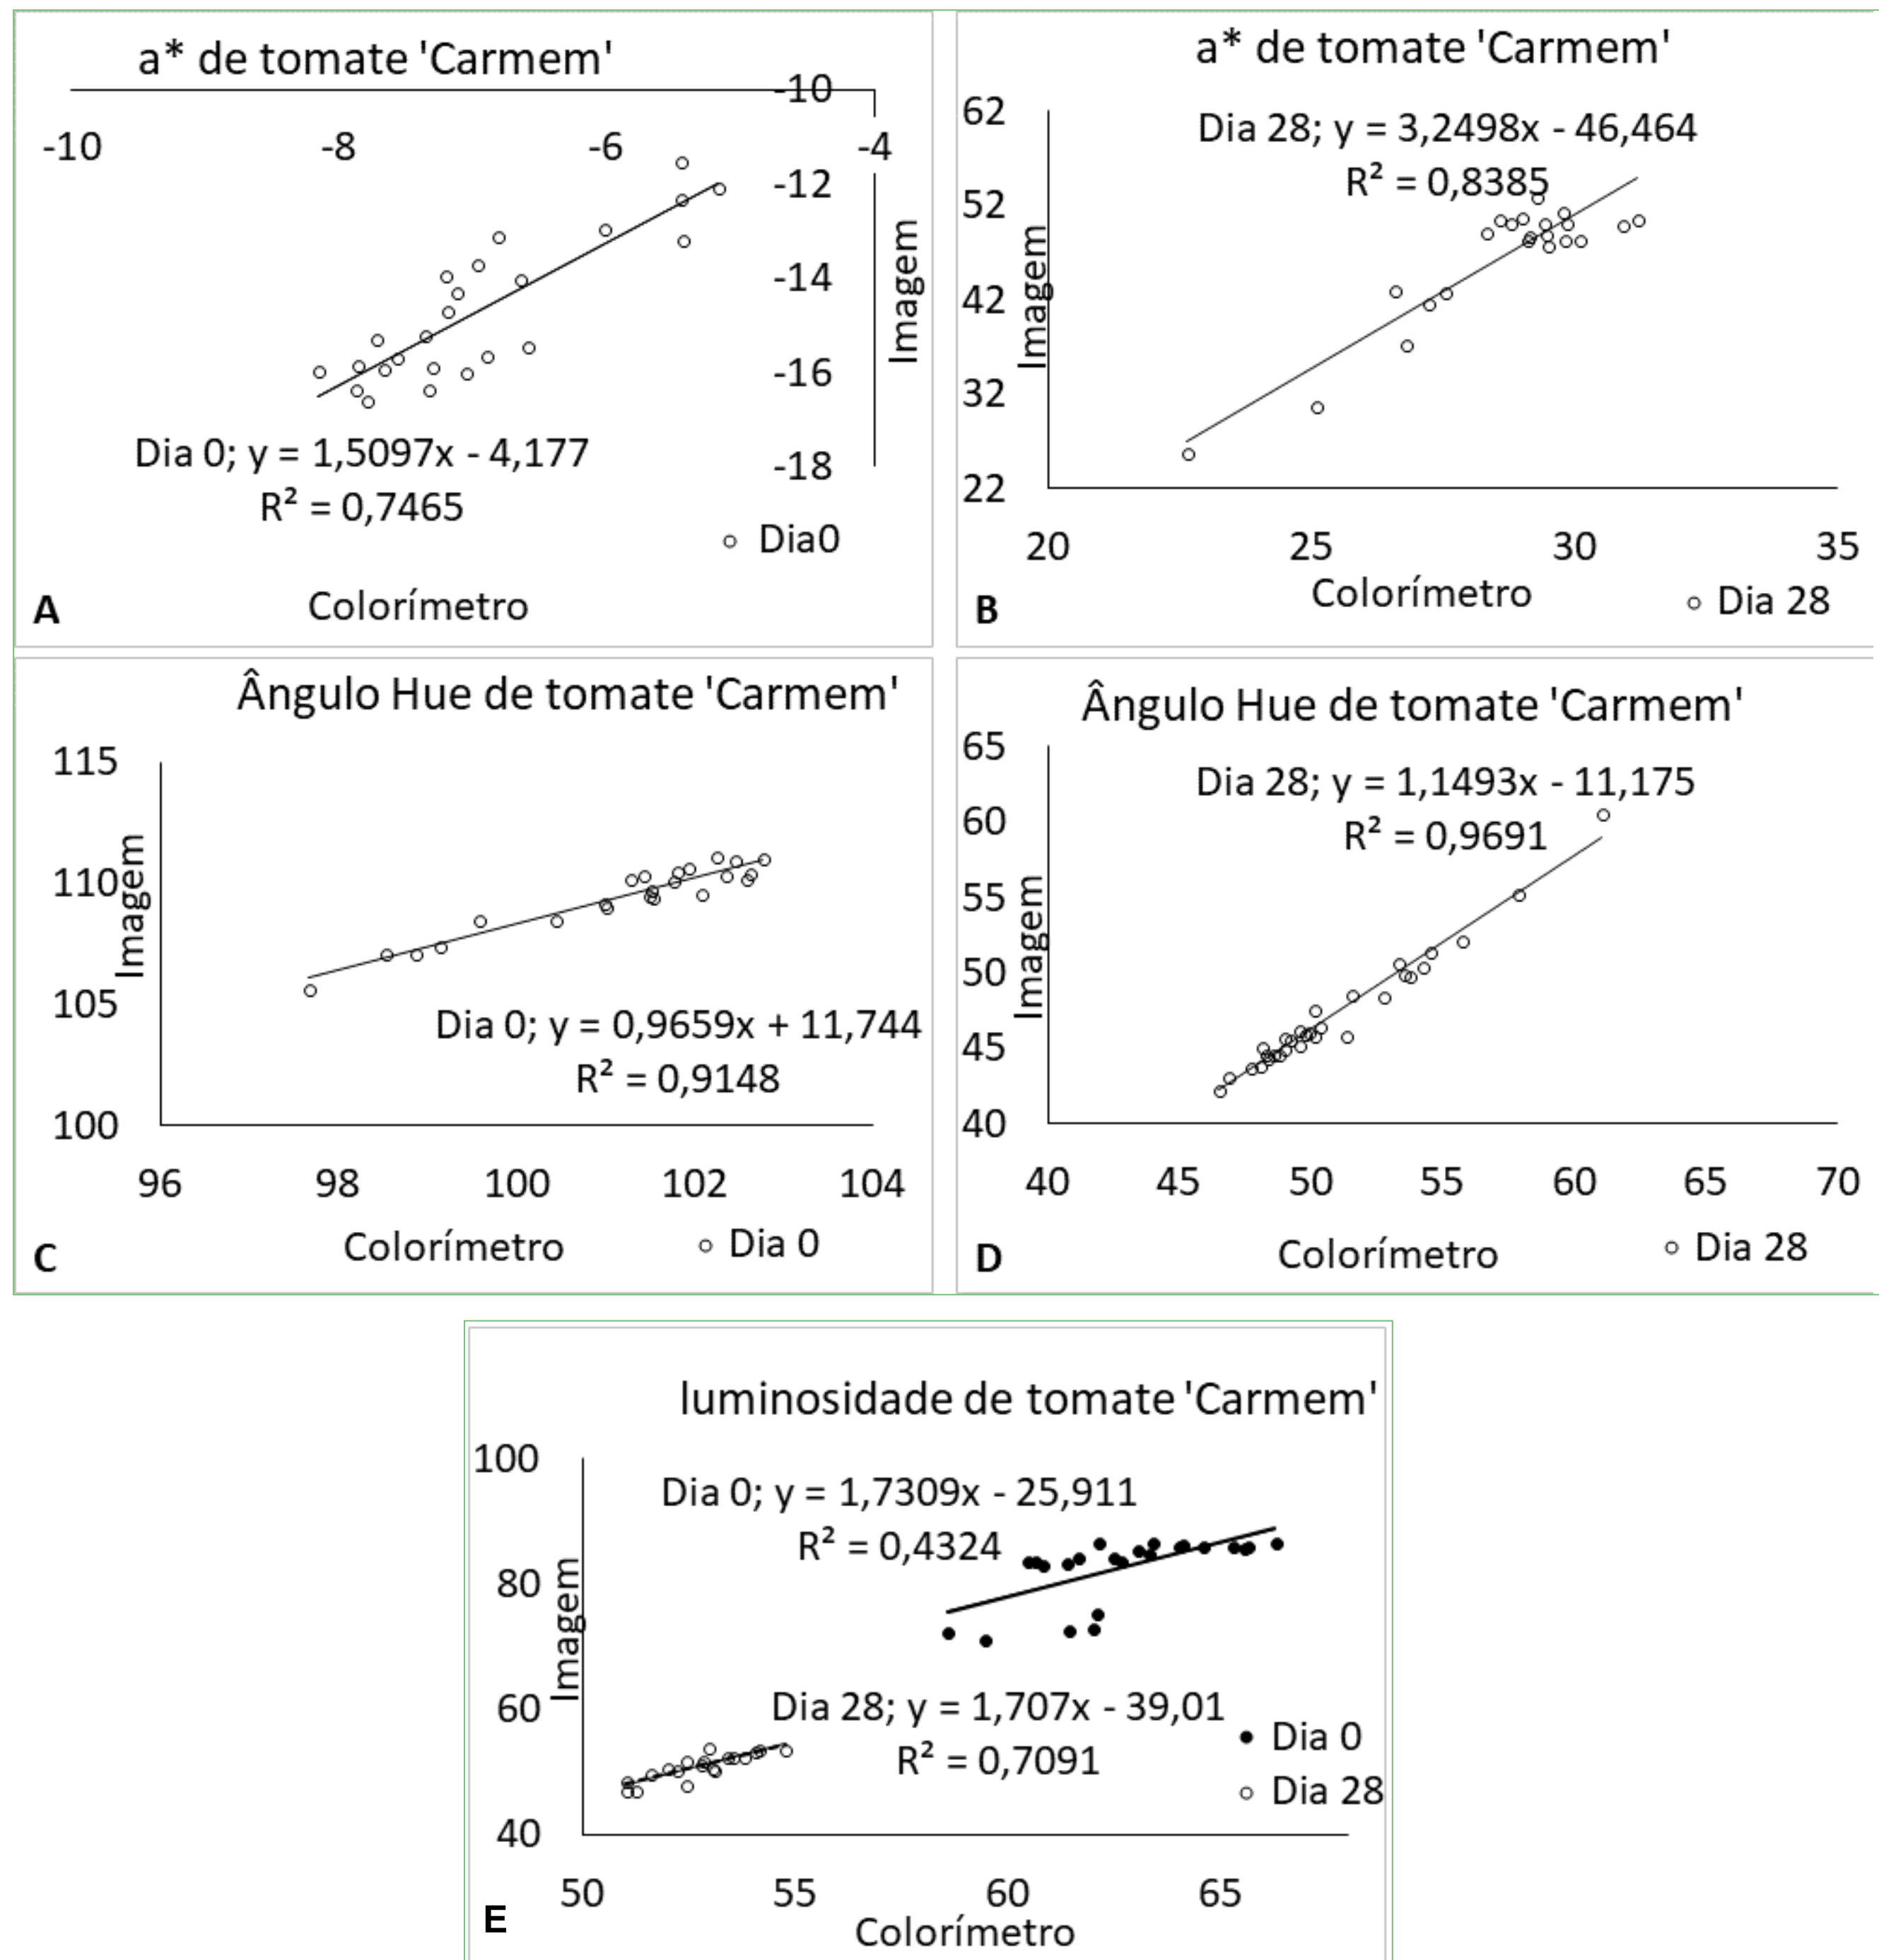 a* de tomate 'Carmem'
-10
-10 -8 -6 -4
-12
-14
-16
-18
Imagem
Dia 0; y = 1,5097x - 4,177
R² = 0,7465
Dia0
A
Colorímetro
a* de tomate 'Carmem'
62
Dia 28; y = 3,2498x - 46,464
R² = 0,8385
52
42
32
22
Imagem
20 25 30 35
Colorímetro
Dia 28
B
Ângulo Hue de tomate 'Carmem'
115
110
105
100
Imagem
Dia 0; y = 0,9659x + 11,744
R² = 0,9148
96 98 100 102 104
Colorímetro
Dia 0
C
Ângulo Hue de tomate 'Carmem'
65
Dia 28; y = 1,1493x - 11,175
60
R² = 0,9691
55
50
45
40
Imagem
40 45 50 55 60 65 70
Colorímetro
Dia 28
D
luminosidade de tomate 'Carmem'
100
Dia 0; y = 1,7309x - 25,911
R² = 0,4324
80
60
40
Imagem
Dia 28; y = 1,707x - 39,01
R² = 0,7091
Dia 0
Dia 28
50 55 60 65
E
Colorímetro